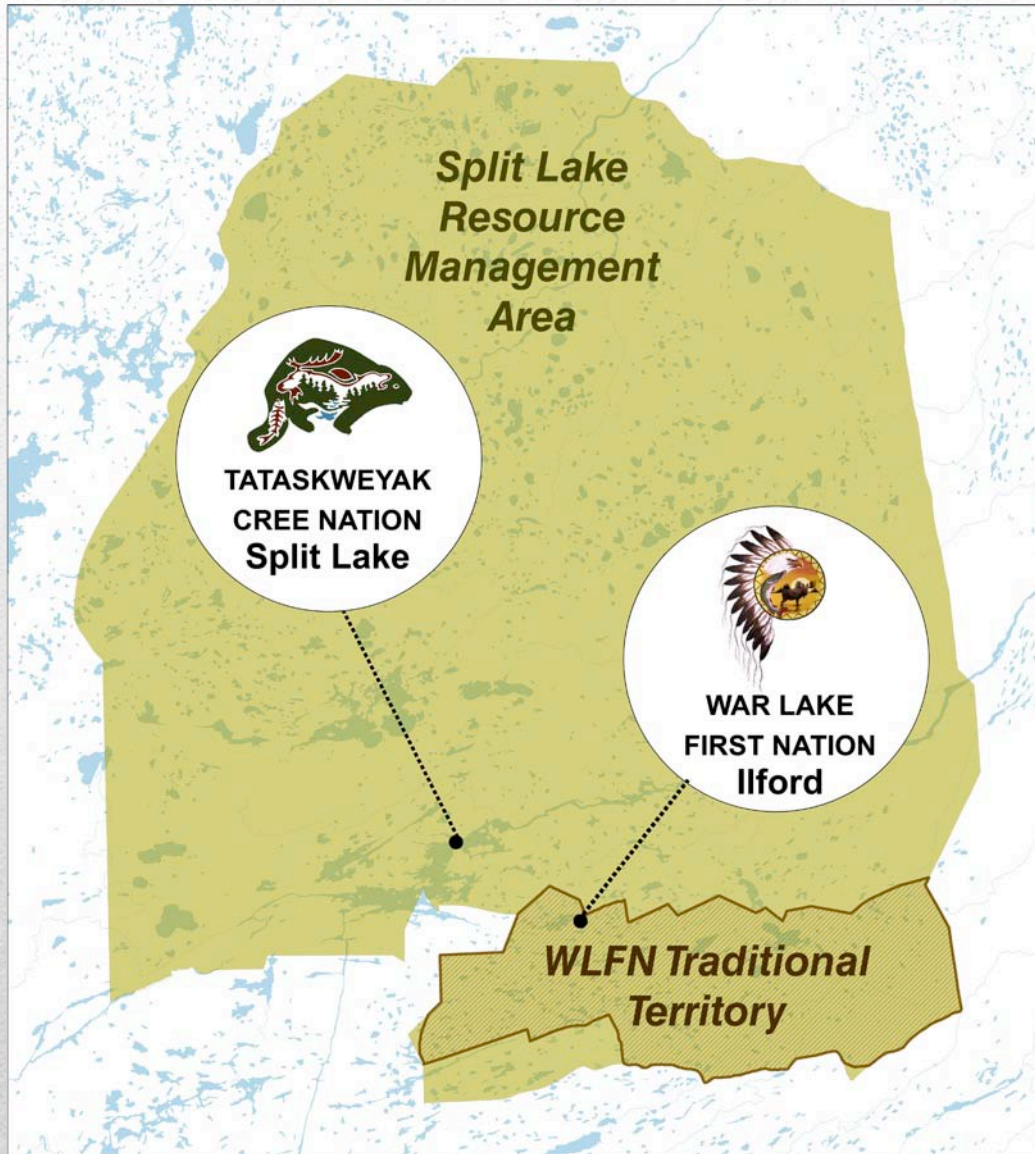 Split Lake
Resource
Management
Area
TATASKWEYAK
CREE NATION
Split Lake
WAR LAKE
FIRST NATION
Ilford
WLFN Traditional
Territory